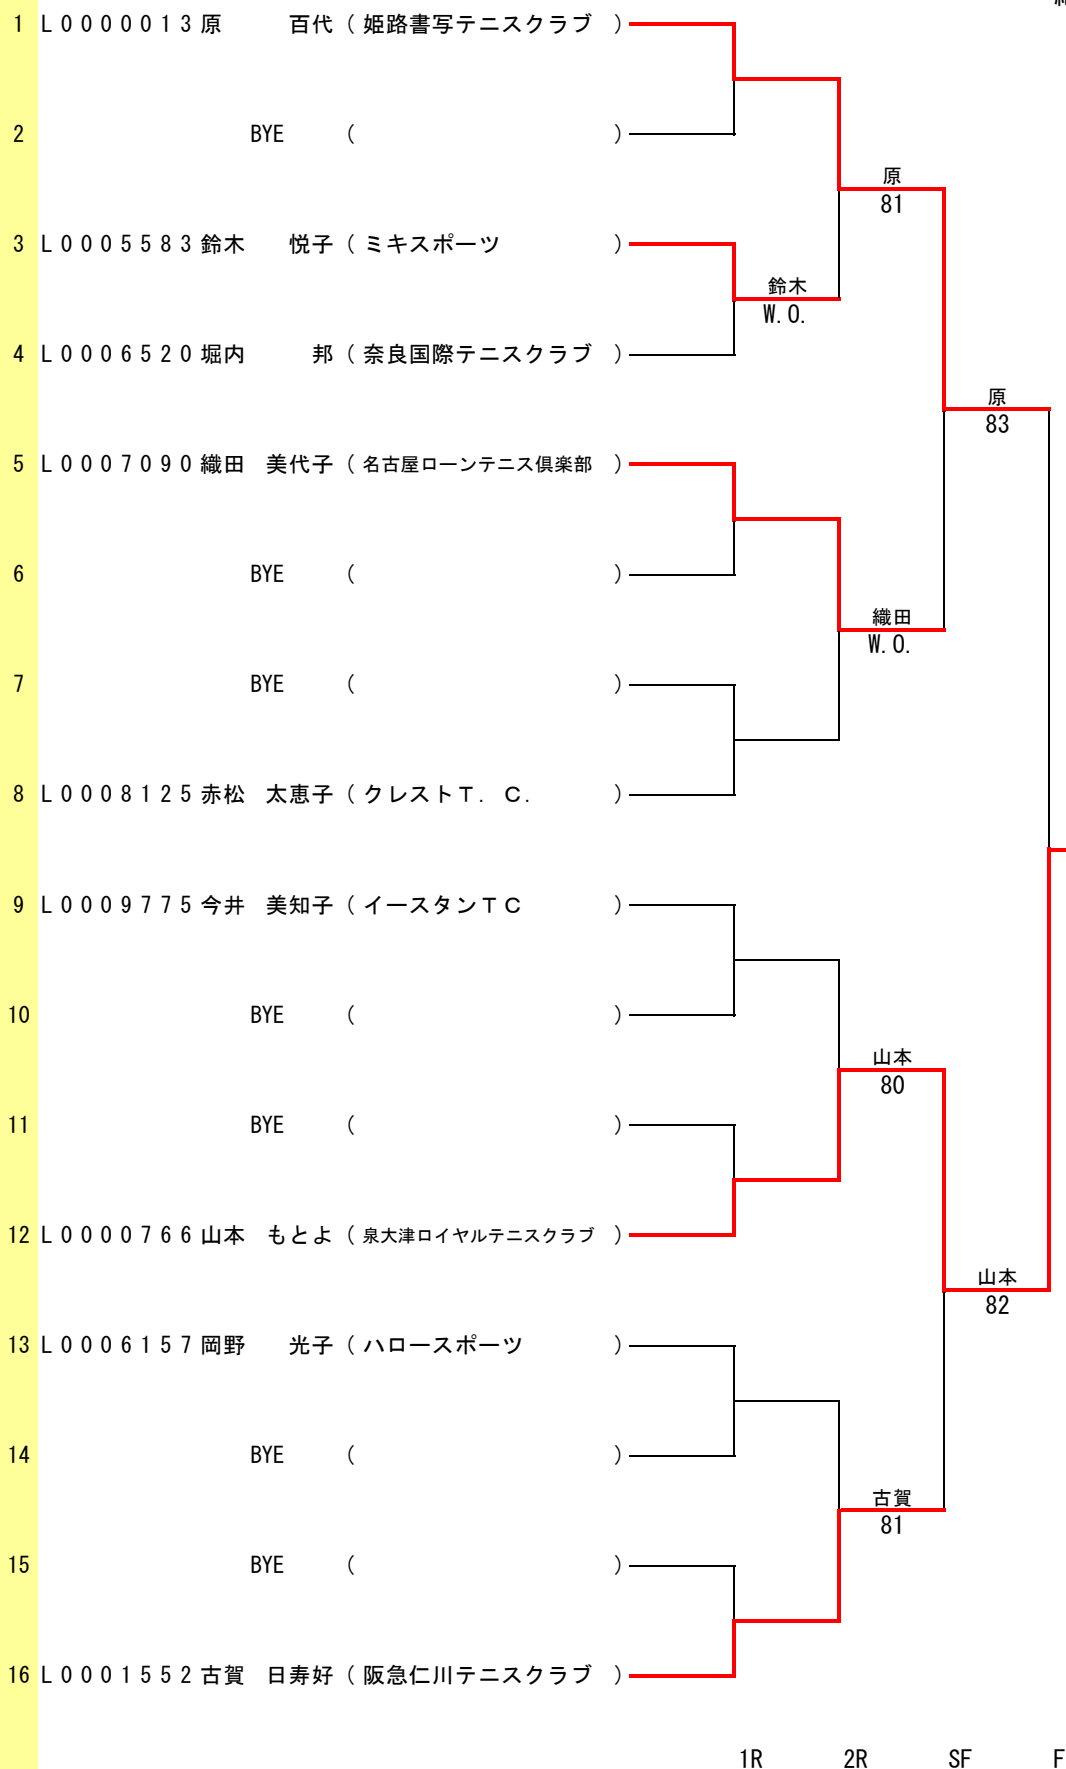 1 L0000013 原 百代 ( 姫路書写テニスクラブ )
2 BYE ( )
原
81
3 L0005583 鈴木 悦子 ( ミキスポーツ )
鈴木
W.O.
4 L0006520 堀内 邦 ( 奈良国際テニスクラブ )
原
83
5 L0007090 織田 美代子 ( 名古屋ローンテニス倶楽部 )
6 BYE ( )
織田
W.O.
7 BYE ( )
8 L0008125 赤松 太恵子 ( クレストT．C． )
9 L0009775 今井 美知子 ( イースタンTC )
10 BYE ( )
山本
80
11 BYE ( )
12 L0000766 山本 もとよ ( 泉大津ロイヤルテニスクラブ )
山本
82
13 L0006157 岡野 光子 ( ハロースポーツ )
14 BYE ( )
古賀
81
15 BYE ( )
16 L0001552 古賀 日寿好 ( 阪急仁川テニスクラブ )
1R 2R SF F